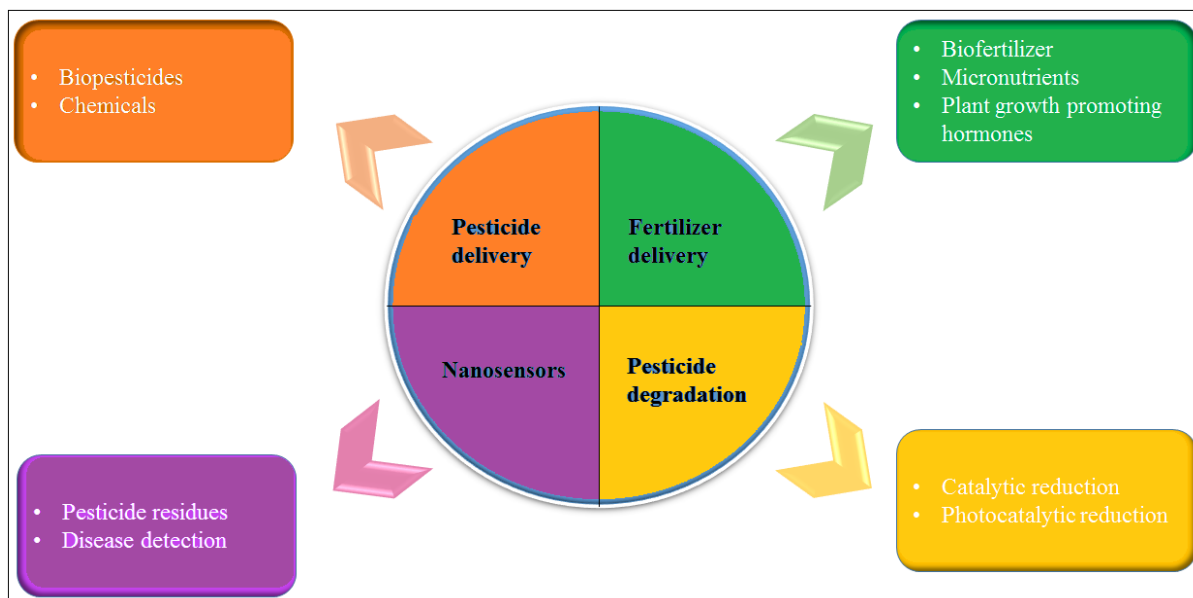 • Biopesticides
• Chemicals
• Biofertilizer
• Micronutrients
• Plant growth promoting
hormones
Pesticide
delivery
Fertilizer
delivery
Nanosensors
Pesticide
degradation
• Pesticide residues
• Disease detection
• Catalytic reduction
• Photocatalytic reduction